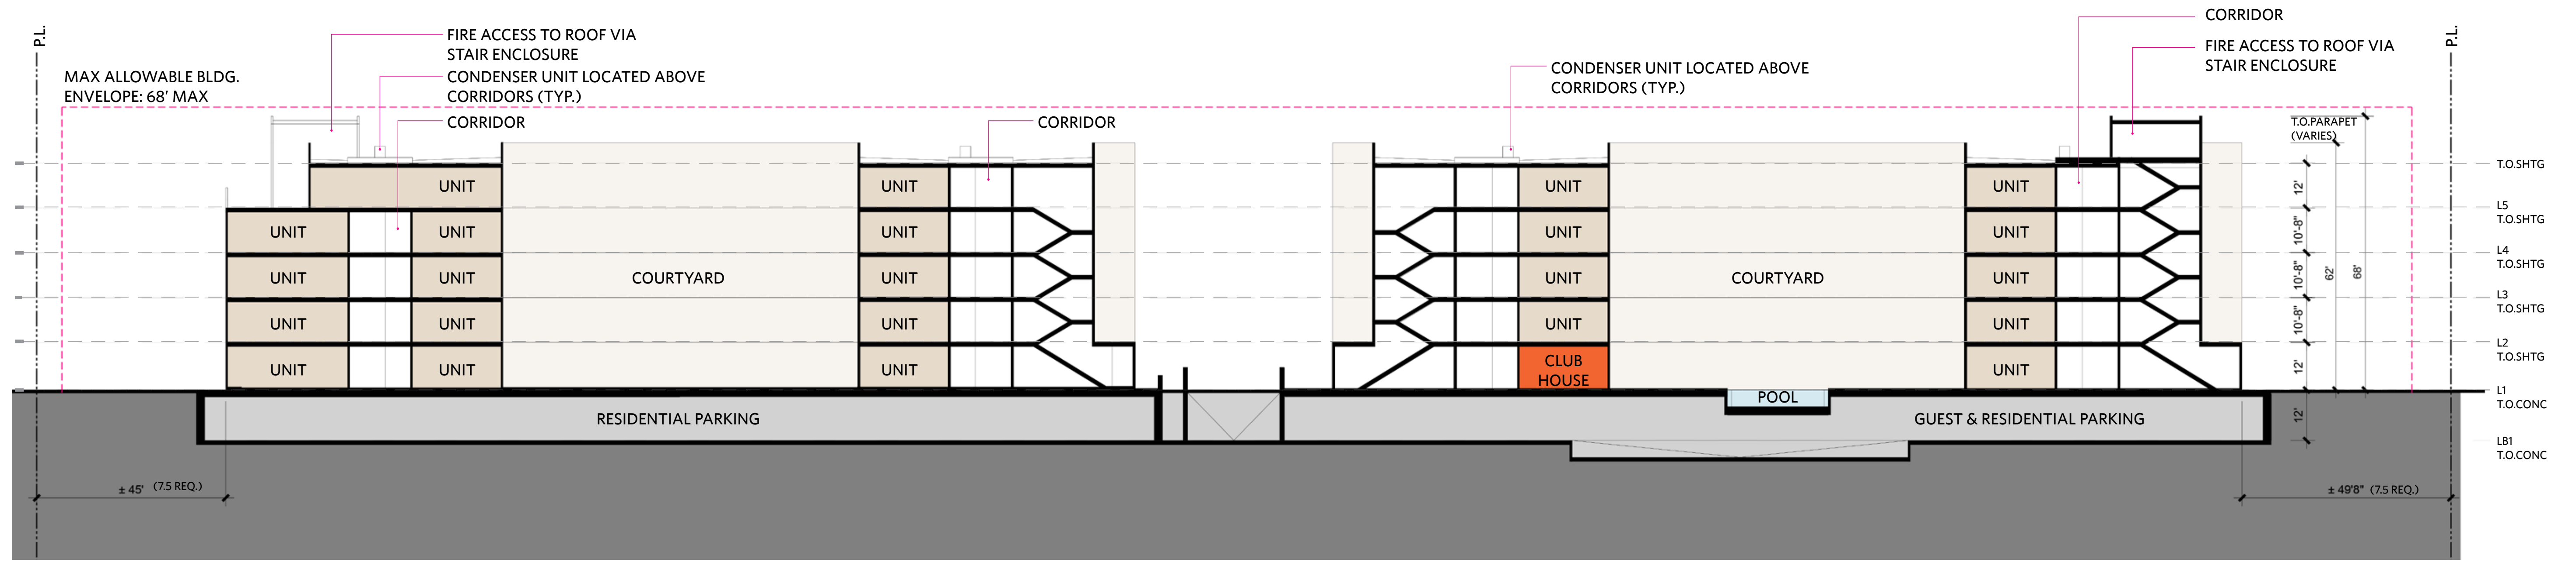 P.L.
FIRE ACCESS TO ROOF VIA
STAIR ENCLOSURE
MAX ALLOWABLE BLDG.
ENVELOPE: 68' MAX
CONDENSER UNIT LOCATED ABOVE
CORRIDORS (TYP.)
CORRIDOR
CORRIDOR
CONDENSER UNIT LOCATED ABOVE
CORRIDORS (TYP.)
CORRIDOR
FIRE ACCESS TO ROOF VIA
STAIR ENCLOSURE
P.L.
T.O.PARAPET
(VARIES)
UNIT
UNIT
UNIT
UNIT
T.O.SHTG
12'
L5
T.O.SHTG
UNIT
UNIT
UNIT
UNIT
UNIT
10'-8"
L4
T.O.SHTG
UNIT
UNIT
COURTYARD
UNIT
UNIT
COURTYARD
UNIT
10'-8"
62'
68'
L3
T.O.SHTG
UNIT
UNIT
UNIT
UNIT
UNIT
10'-8"
L2
T.O.SHTG
UNIT
UNIT
UNIT
CLUB
HOUSE
UNIT
12'
L1
T.O.CONC
POOL
RESIDENTIAL PARKING
GUEST & RESIDENTIAL PARKING
12'
LB1
T.O.CONC
± 45' (7.5 REQ.)
± 49'8" (7.5 REQ.)